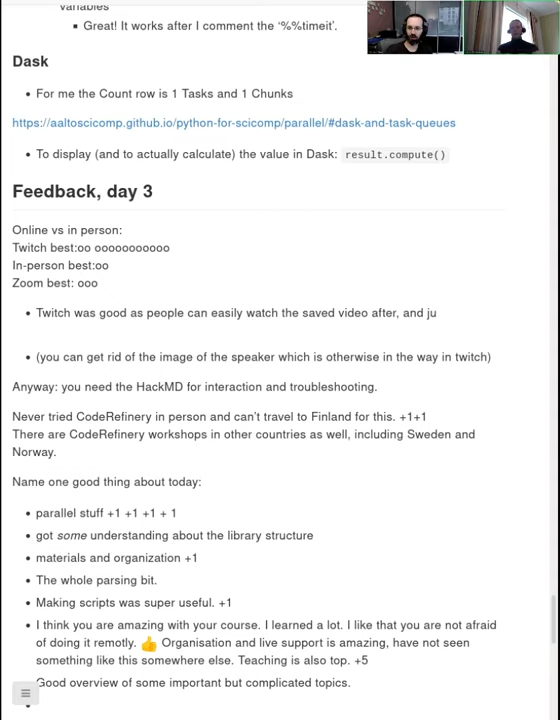 variables
Great! It works after I comment the '%%timeit'.
Dask
For me the Count row is 1 Tasks and 1 Chunks
https://aaltoscicomp.github.io/python-for-scicomp/parallel/#dask-and-task-queues
To display (and to actually calculate) the value in Dask: result.compute()
Feedback, day 3
Online vs in person:
Twitch best:oo ooooooooooo
In-person best:oo
Zoom best: ooo
Twitch was good as people can easily watch the saved video after, and ju
(you can get rid of the image of the speaker which is otherwise in the way in twitch)
Anyway: you need the HackMD for interaction and troubleshooting.
Never tried CodeRefinery in person and can't travel to Finland for this. +1+1
There are CodeRefinery workshops in other countries as well, including Sweden and
Norway.
Name one good thing about today:
parallel stuff +1 +1 +1 + 1
got some understanding about the library structure
materials and organization +1
The whole parsing bit.
Making scripts was super useful. +1
I think you are amazing with your course. I learned a lot. I like that you are not afraid
of doing it remotly. 👍 Organisation and live support is amazing, have not seen
something like this somewhere else. Teaching is also top. +5
Good overview of some important but complicated topics.